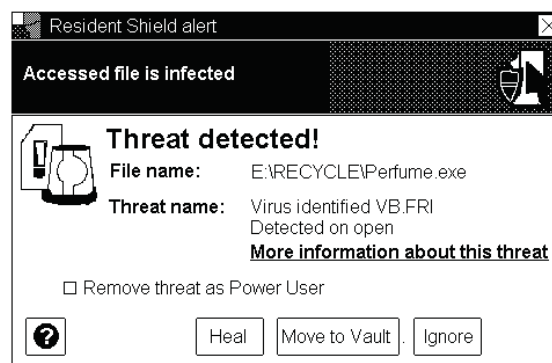 Resident Shield alert
Accessed file is infected
Threat detected!
File name: E:\RECYCLE\Perfume.exe
Threat name: Virus identified VB.FRI
Detected on open
More information about this threat
Remove threat as Power User
? Heal Move to Vault . Ignore